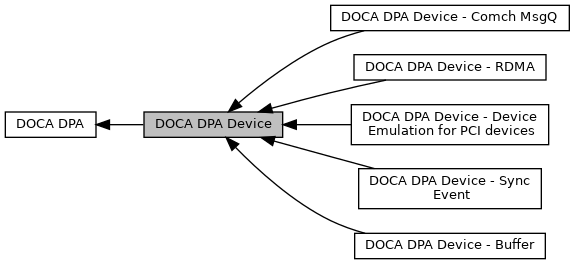 DOCA DPA Device - Comch MsgQ
DOCA DPA Device - RDMA
DOCA DPA
DOCA DPA Device
DOCA DPA Device - Device
Emulation for PCI devices
DOCA DPA Device - Sync
Event
DOCA DPA Device - Buffer